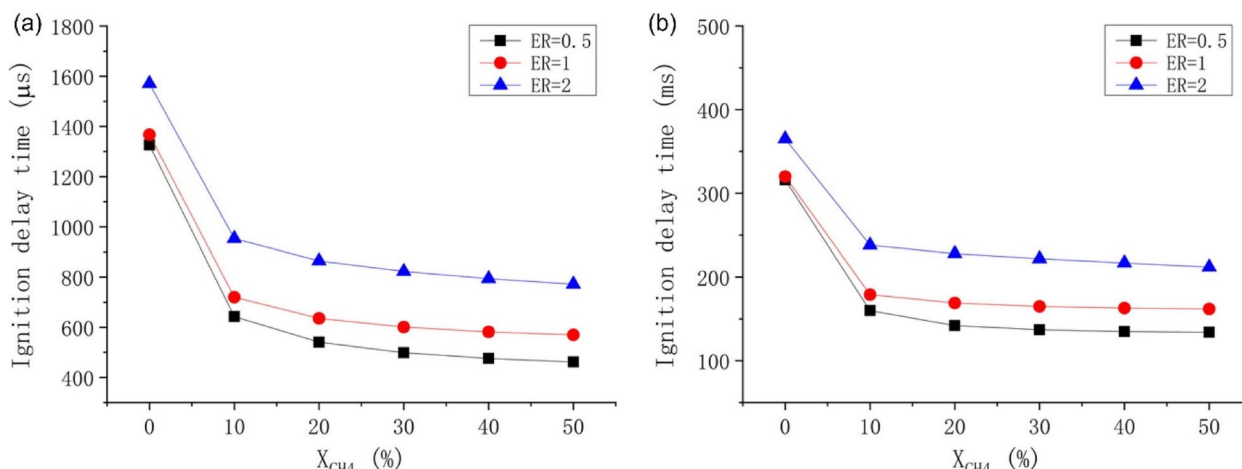 (a)
Ignition delay time (μs)
1800
1600
1400
1200
1000
800
600
400
ER=0.5
ER=1
ER=2
0 10 20 30 40 50
X_CH4 (%)
(b)
Ignition delay time (ms)
500
400
300
200
100
ER=0.5
ER=1
ER=2
0 10 20 30 40 50
X_CH4 (%)